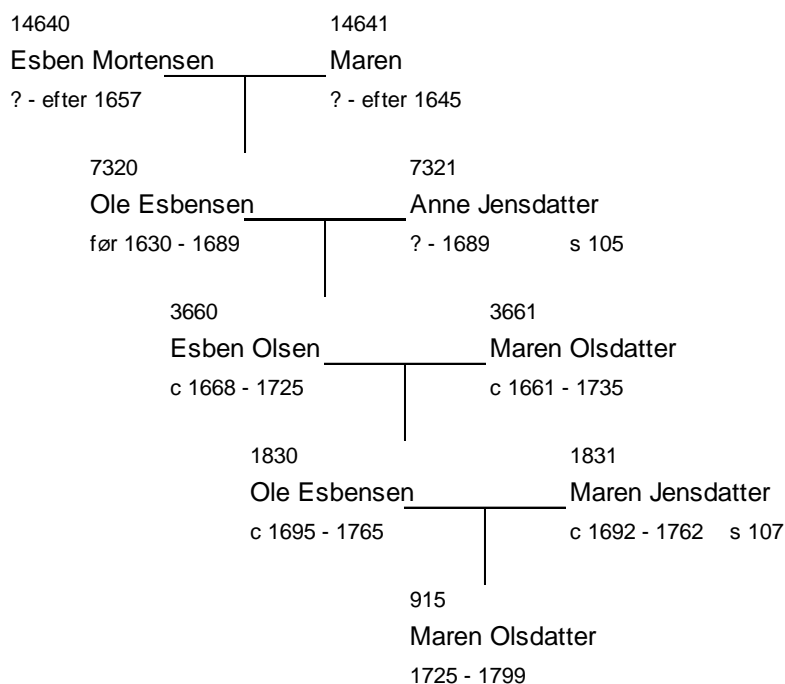 14640 14641
Esben Mortensen Maren
? - efter 1657 ? - efter 1645
7320 7321
Ole Esbensen Anne Jensdatter
før 1630 - 1689 ? - 1689 s 105
3660 3661
Esben Olsen Maren Olsdatter
c 1668 - 1725 c 1661 - 1735
1830 1831
Ole Esbensen Maren Jensdatter
c 1695 - 1765 c 1692 - 1762 s 107
915
Maren Olsdatter
1725 - 1799